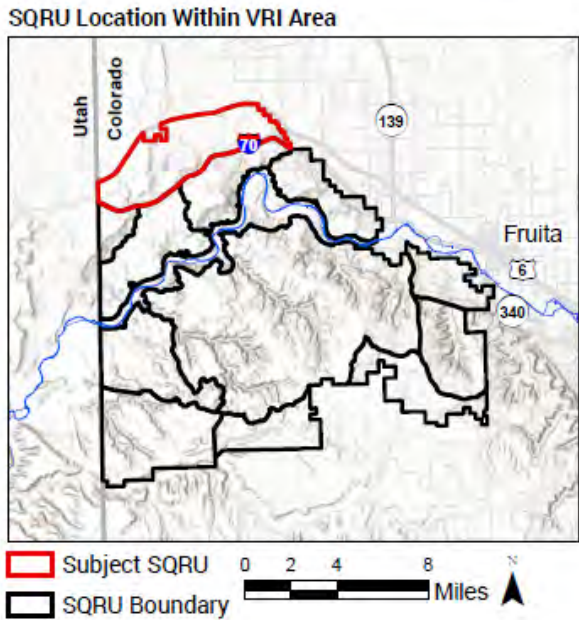 SQRU Location Within VRI Area
Utah
Colorado
139
70
Fruita
6
340
Subject SQRU
SQRU Boundary
0 2 4 8
Miles
N